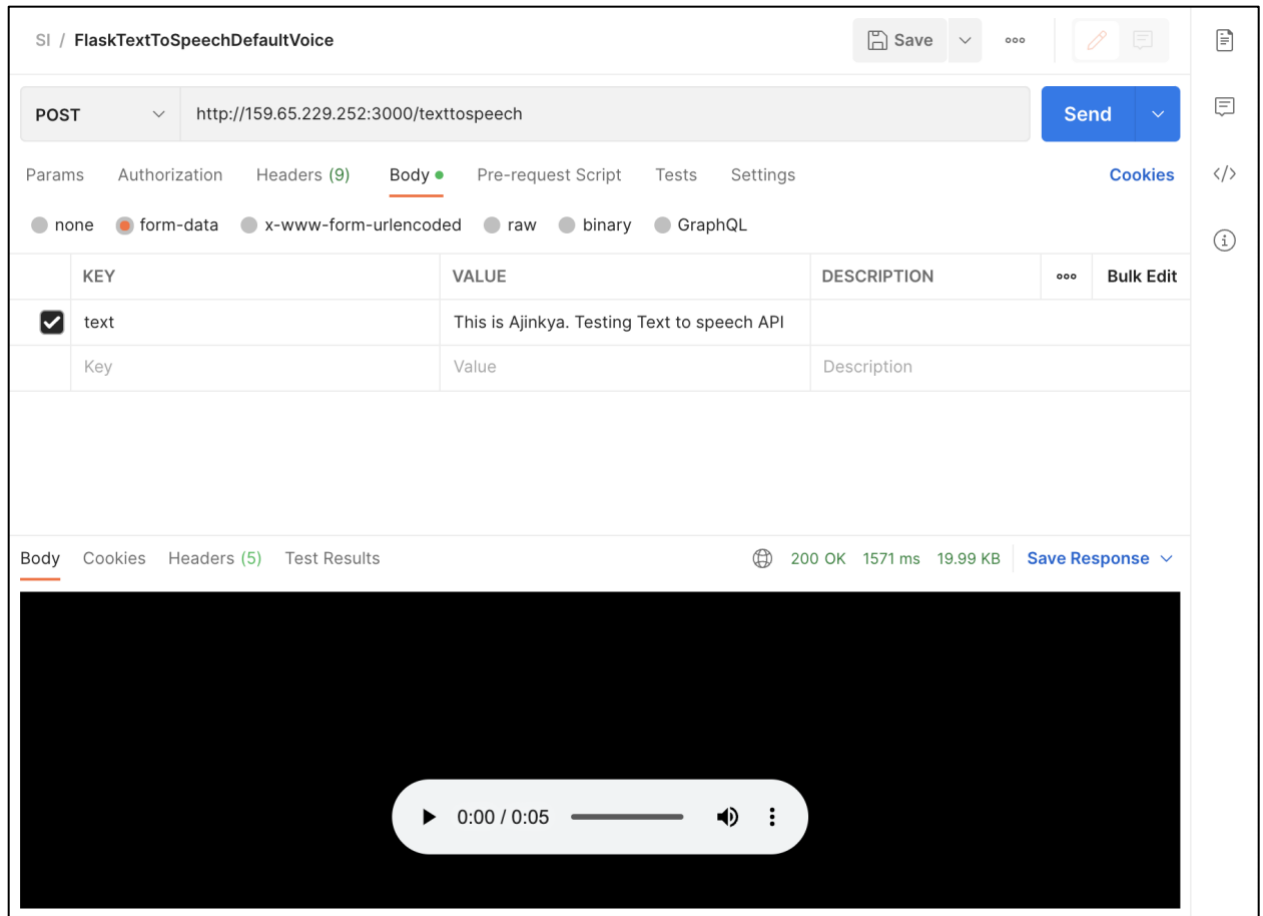 SI / FlaskTextToSpeechDefaultVoice Save
POST http://159.65.229.252:3000/texttospeech Send
Params Authorization Headers (9) Body Pre-request Script Tests Settings Cookies
none form-data x-www-form-urlencoded raw binary GraphQL
KEY VALUE DESCRIPTION Bulk Edit
text This is Ajinkya. Testing Text to speech API
Key Value Description
Body Cookies Headers (5) Test Results 200 OK 1571 ms 19.99 KB Save Response
0:00 / 0:05